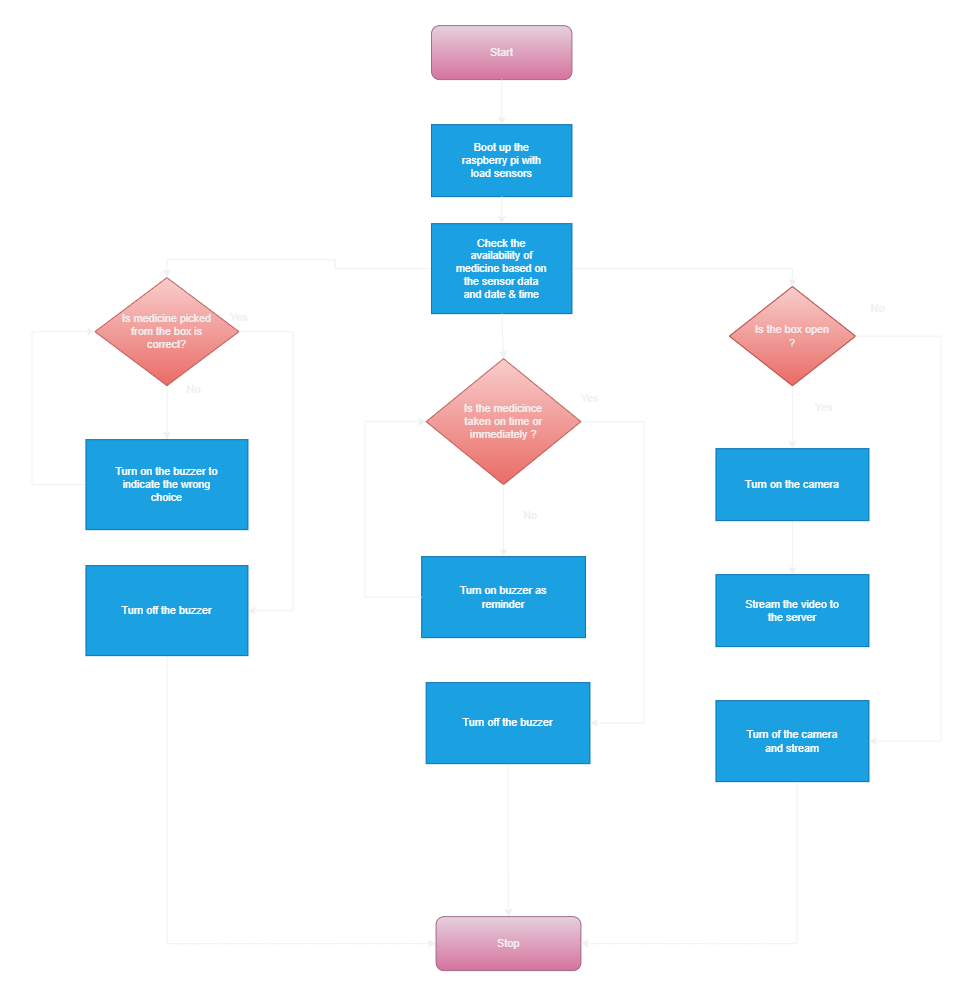 Start
Boot up the
raspberry pi with
load sensors
Check the
availability of
medicine based on
the sensor data
and date & time
Is medicine picked
from the box is
correct?
Yes
No
Turn on the buzzer to
indicate the wrong
choice
Turn off the buzzer
Is the medicince
taken on time or
immediately ?
Yes
No
Turn on buzzer as
reminder
Turn off the buzzer
Is the box open
?
No
Yes
Turn on the camera
Stream the video to
the server
Turn of the camera
and stream
Stop